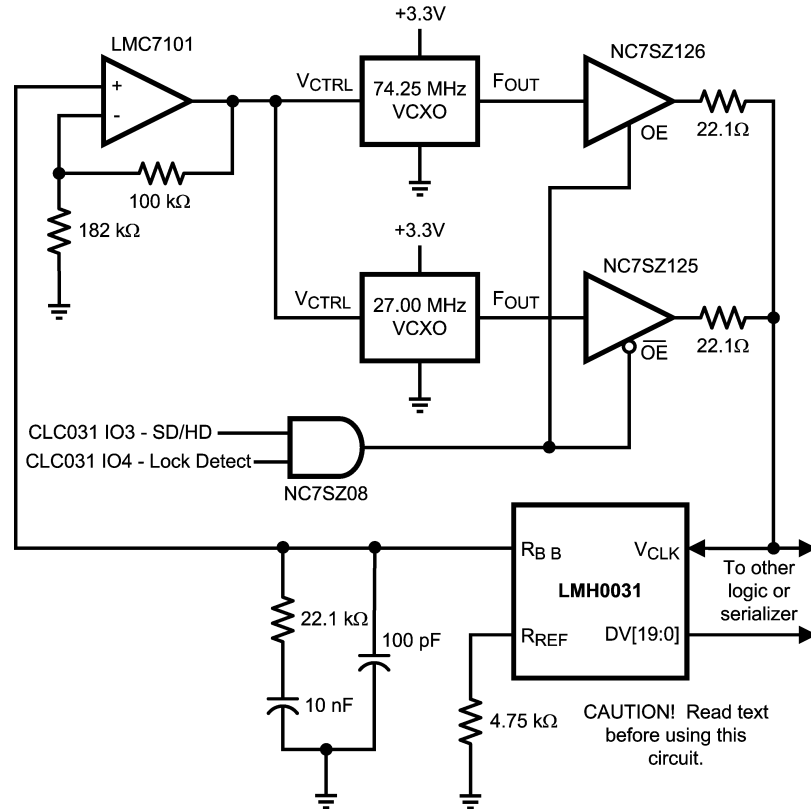 +3.3V
LMC7101
NC7SZ126
+
-
VCTRL
74.25 MHz
VCXO
FOUT
OE
22.1Ω
100 kΩ
182 kΩ
+3.3V
NC7SZ125
VCTRL
27.00 MHz
VCXO
FOUT
OE
22.1Ω
CLC031 IO3 - SD/HD
CLC031 IO4 - Lock Detect
NC7SZ08
RB B
VCLK
LMH0031
To other
logic or
serializer
RREF
DV[19:0]
22.1 kΩ
100 pF
10 nF
4.75 kΩ
CAUTION! Read text
before using this
circuit.